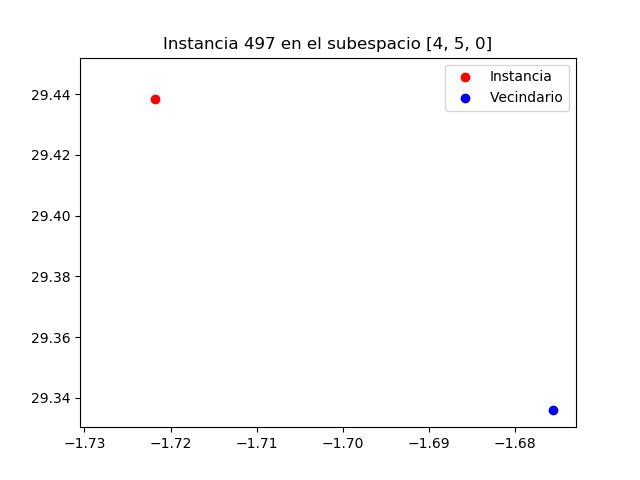 Instancia 497 en el subespacio [4, 5, 0]
Instancia
Vecindario
29.44
29.42
29.40
29.38
29.36
29.34
−1.73 −1.72 −1.71 −1.70 −1.69 −1.68